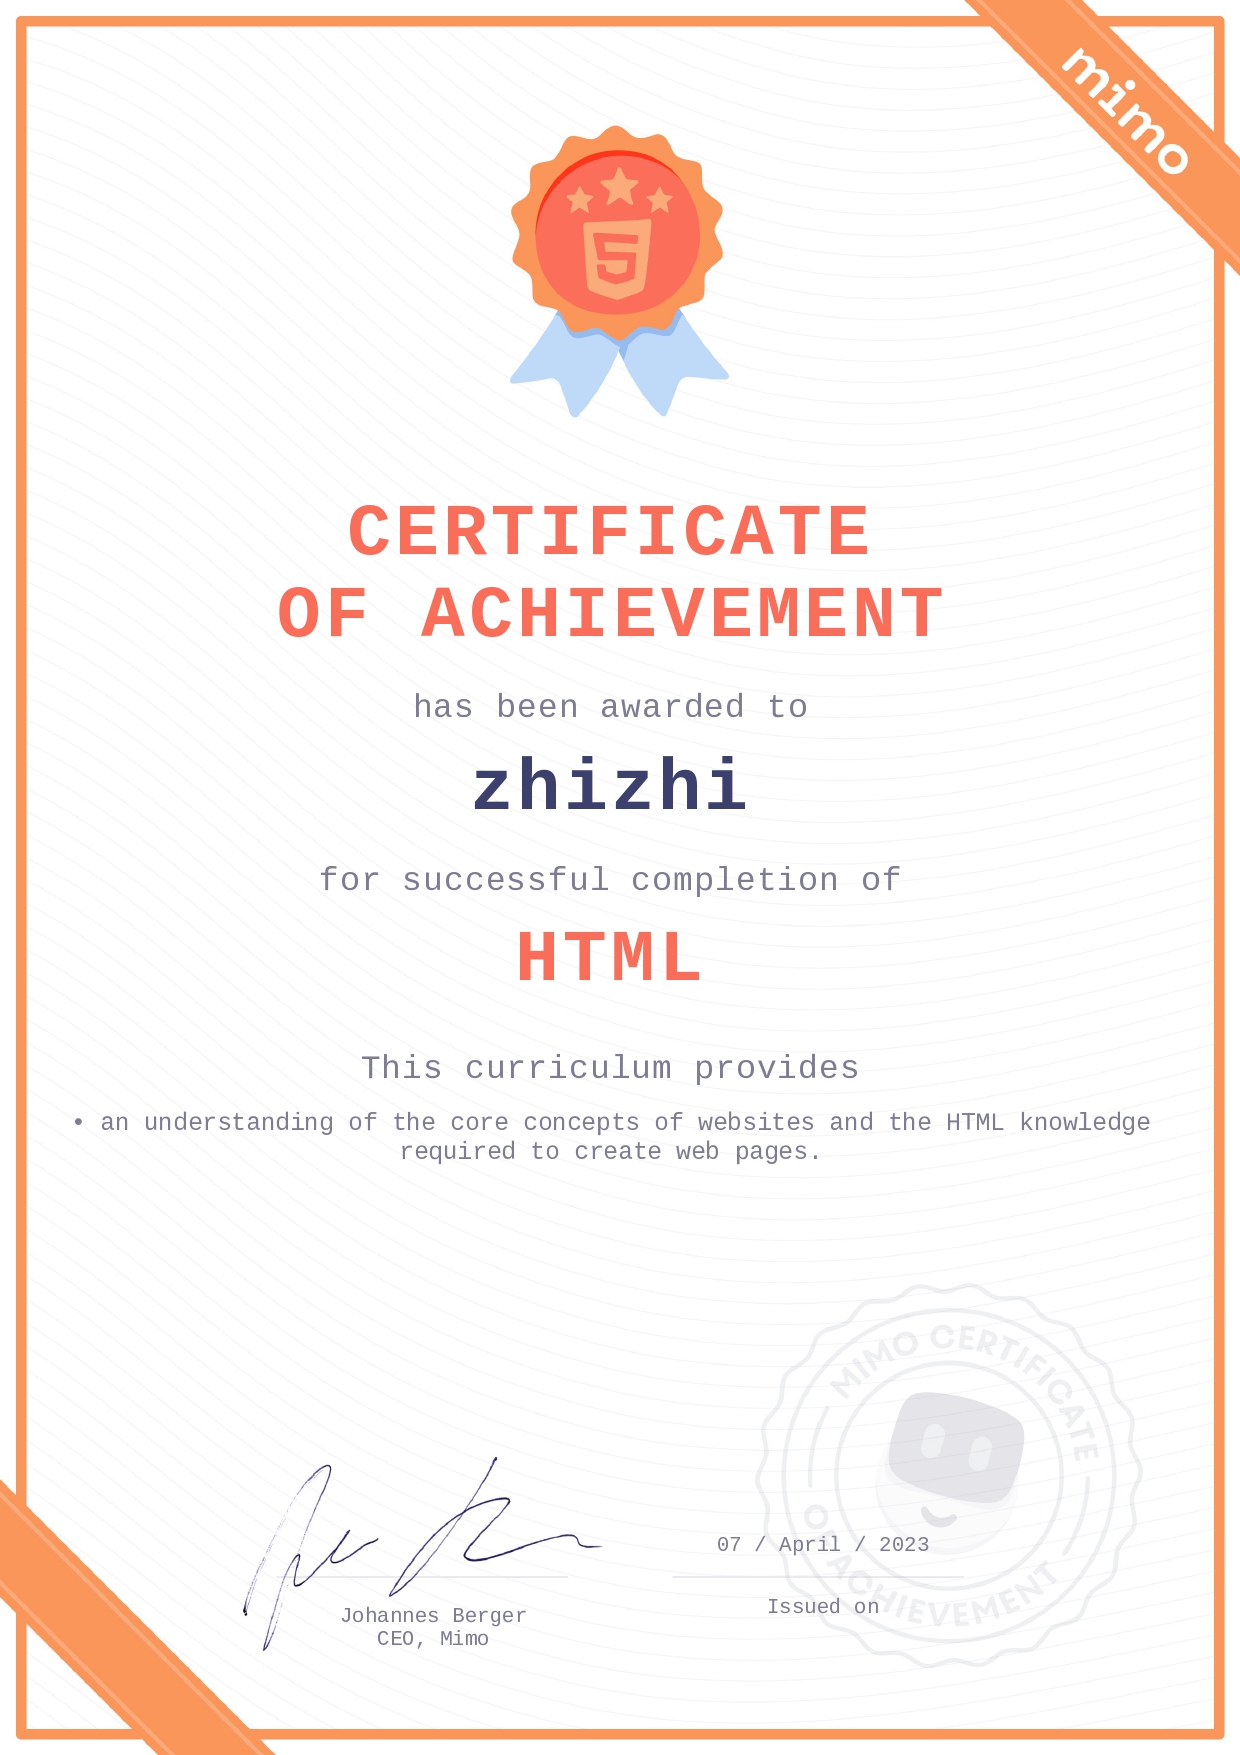 mimo
CERTIFICATE
OF ACHIEVEMENT
has been awarded to
zhizhi
for successful completion of
HTML
This curriculum provides
• an understanding of the core concepts of websites and the HTML knowledge
required to create web pages.
MIMO CERTIFICATE
OF ACHIEVEMENT
07 / April / 2023
Issued on
Johannes Berger
CEO, Mimo